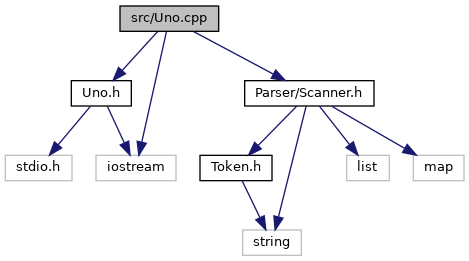 src/Uno.cpp
Uno.h
Parser/Scanner.h
stdio.h
iostream
Token.h
list
map
string